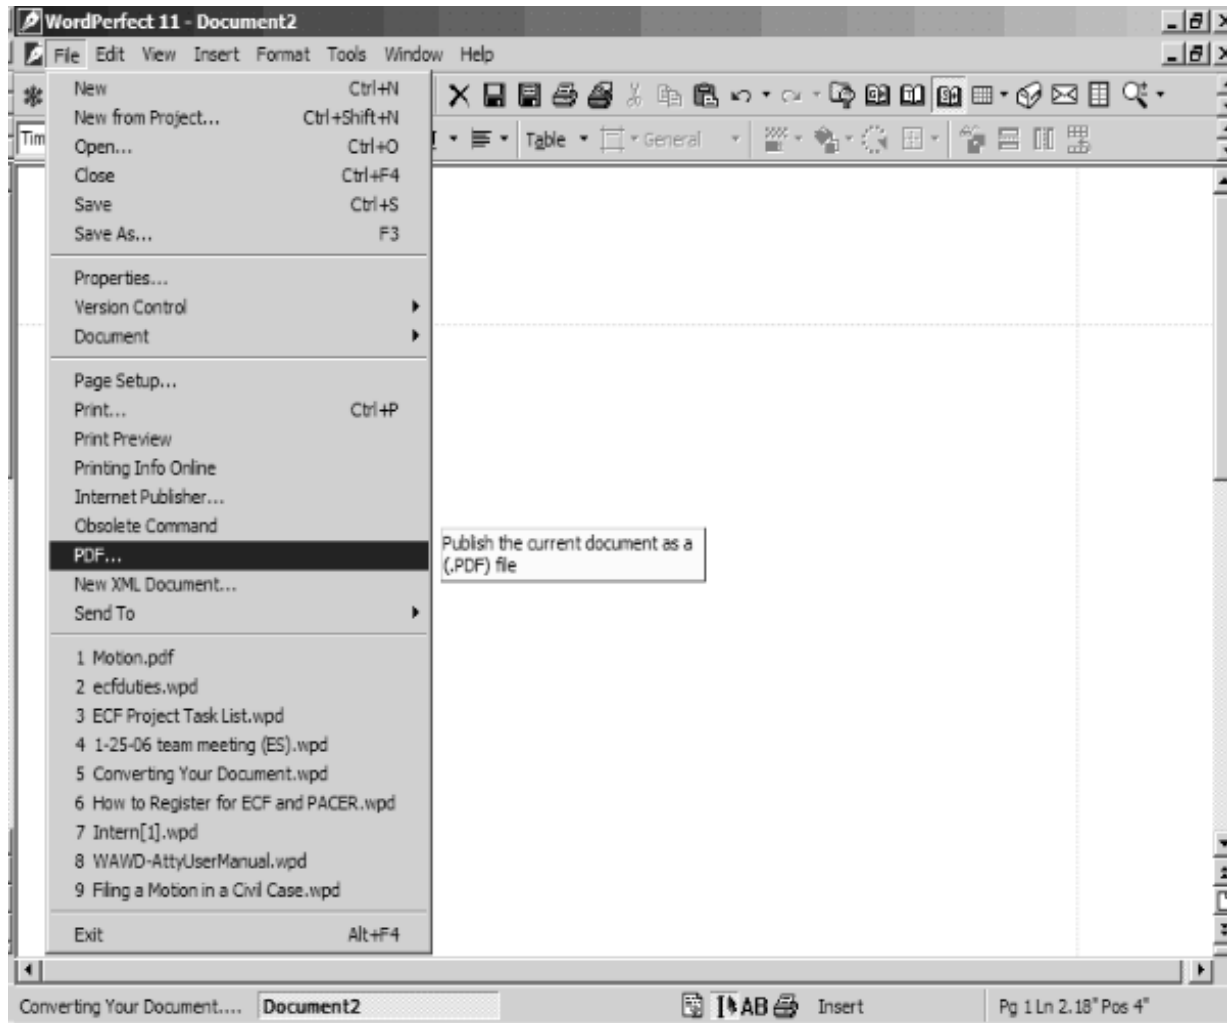 WordPerfect 11 - Document2
File Edit View Insert Format Tools Window Help
New Ctrl+N
New from Project... Ctrl+Shift+N
Tim
Table General
Open... Ctrl+O
Close Ctrl+F4
Save Ctrl+S
Save As... F3
Properties...
Version Control
Document
Page Setup...
Print... Ctrl+P
Print Preview
Printing Info Online
Internet Publisher...
Obsolete Command
PDF...
Publish the current document as a
(.PDF) file
New XML Document...
Send To
1 Motion.pdf
2 ecfduties.wpd
3 ECF Project Task List.wpd
4 1-25-06 team meeting (ES).wpd
5 Converting Your Document.wpd
6 How to Register for ECF and PACER.wpd
7 Intern[1].wpd
8 WAWD-AttyUserManual.wpd
9 Filing a Motion in a Civil Case.wpd
Exit Alt+F4
Converting Your Document.... Document2 AB Insert Pg 1 Ln 2.18" Pos 4"